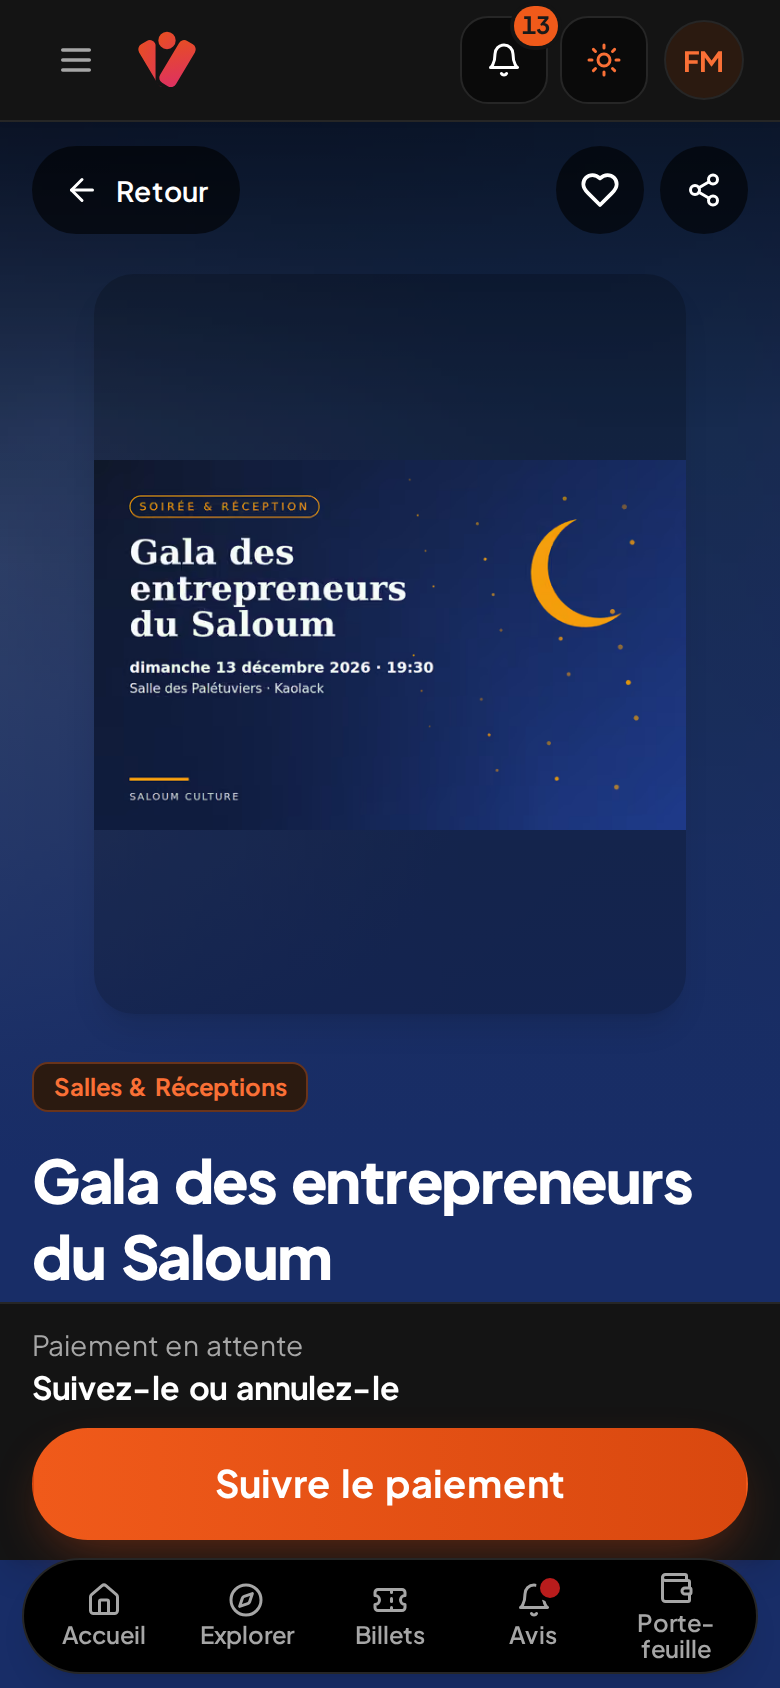 13
FM
Retour
SOIRÉE & RÉCEPTION
Gala des
entrepreneurs
du Saloum
dimanche 13 décembre 2026 · 19:30
Salle des Palétuviers · Kaolack
SALOUM CULTURE
Salles & Réceptions
Gala des entrepreneurs
du Saloum
Paiement en attente
Suivez-le ou annulez-le
Suivre le paiement
Accueil
Explorer
Billets
Avis
Porte-
feuille